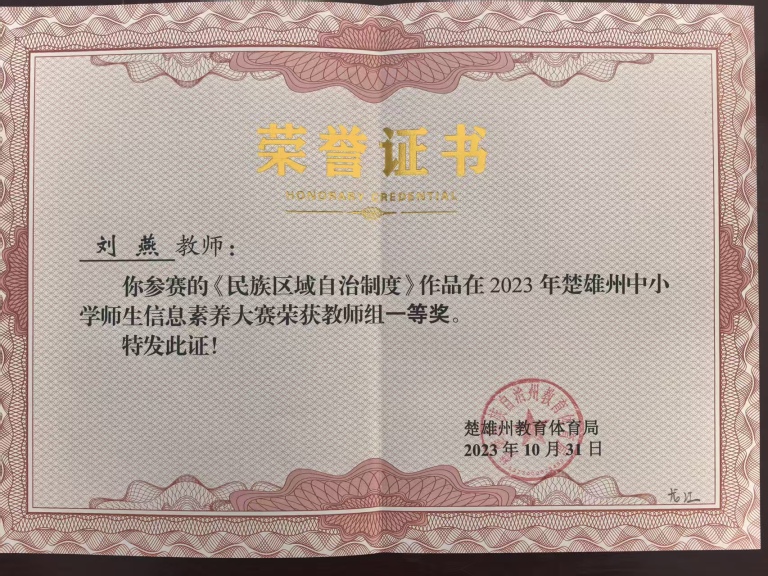 荣誉证书
HONORARY CREDENTIAL
刘 燕 教师：
你参赛的《民族区域自治制度》作品在 2023 年楚雄州中小
学师生信息素养大赛荣获教师组一等奖。
特发此证！
楚雄州教育体育局
2023 年 10 月 31 日